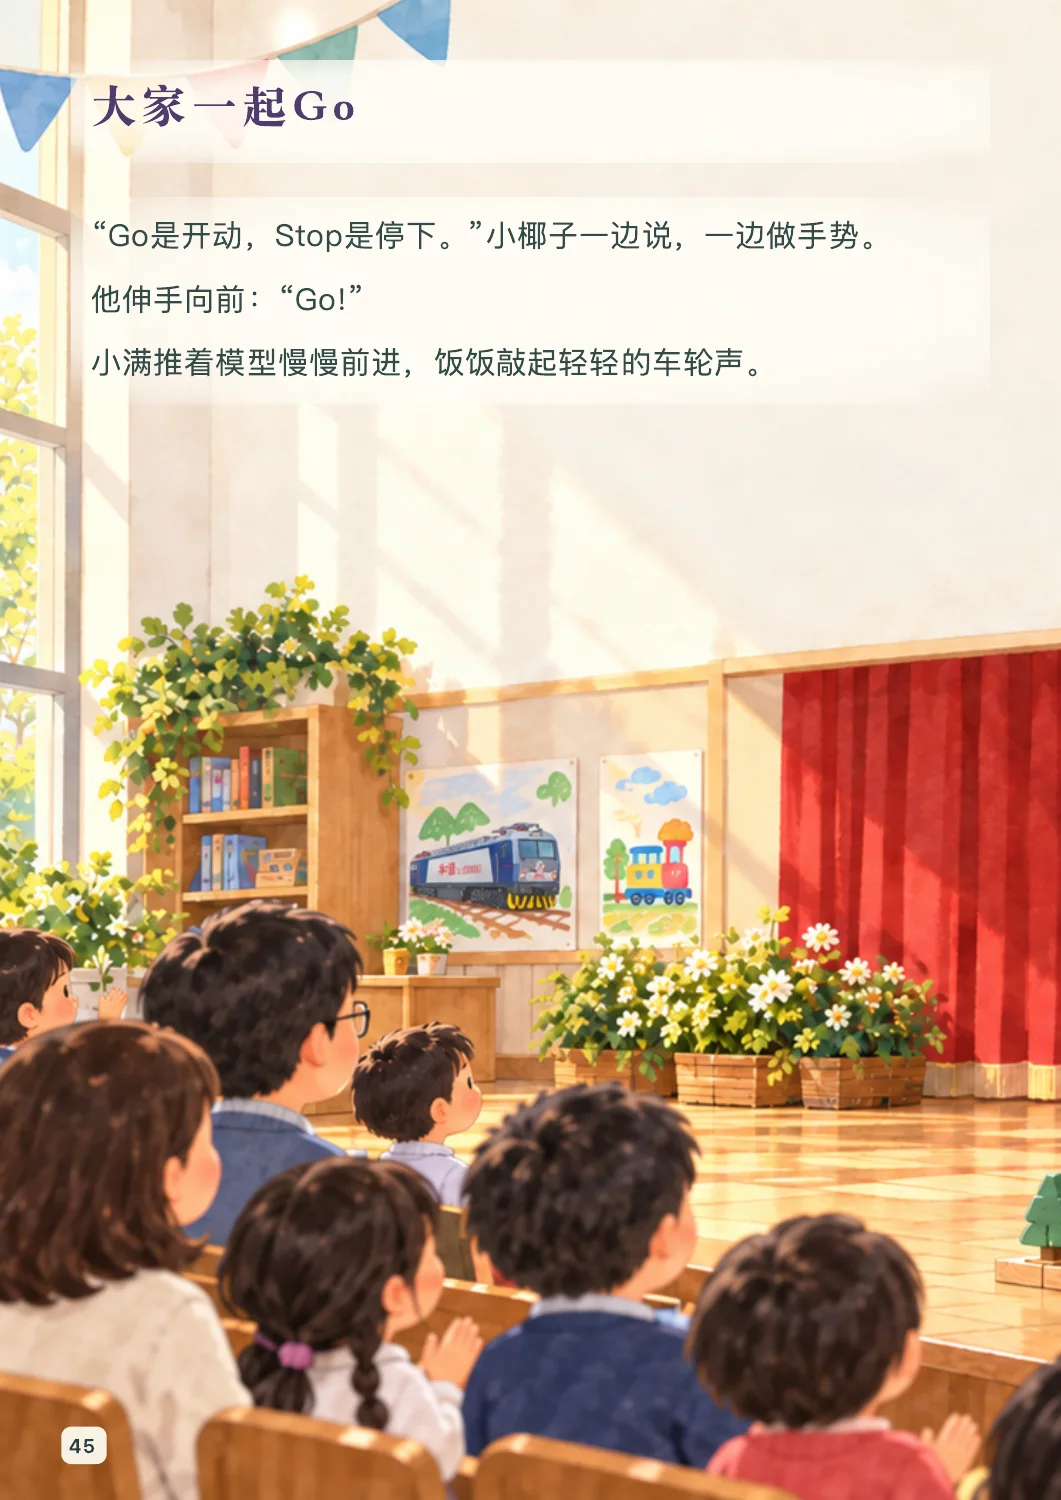 大家一起Go
“Go是开动，Stop是停下。”小椰子一边说，一边做手势。
他伸手向前：“Go!”
小满推着模型慢慢前进，饭饭敲起轻轻的车轮声。
45